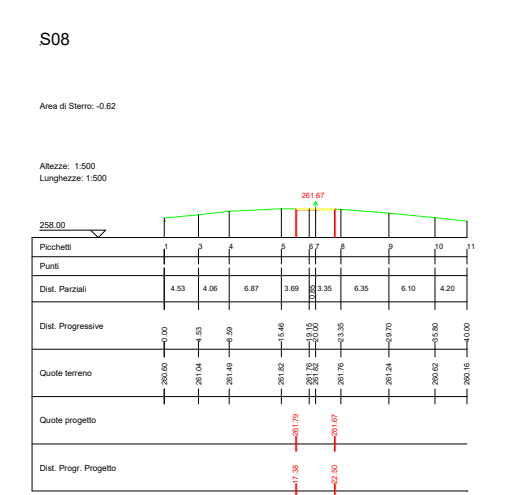 S08
Area di Sterro: -0.62
Altezze: 1:500
Lunghezze: 1:500
261.67
258.00
Picchetti 1 3 4 5 6 7 8 9 10 11
Punti
Dist. Parziali 4.53 4.06 6.87 3.69 0.85 3.35 6.35 6.10 4.20
Dist. Progressive 0.00 4.53 8.59 15.46 19.15 20.00 23.35 29.70 35.80 40.00
Quote terreno 260.60 261.04 261.49 261.82 261.76 261.82 261.76 261.24 260.62 260.16
Quote progetto 261.79 261.67
Dist. Progr. Progetto 17.38 22.50